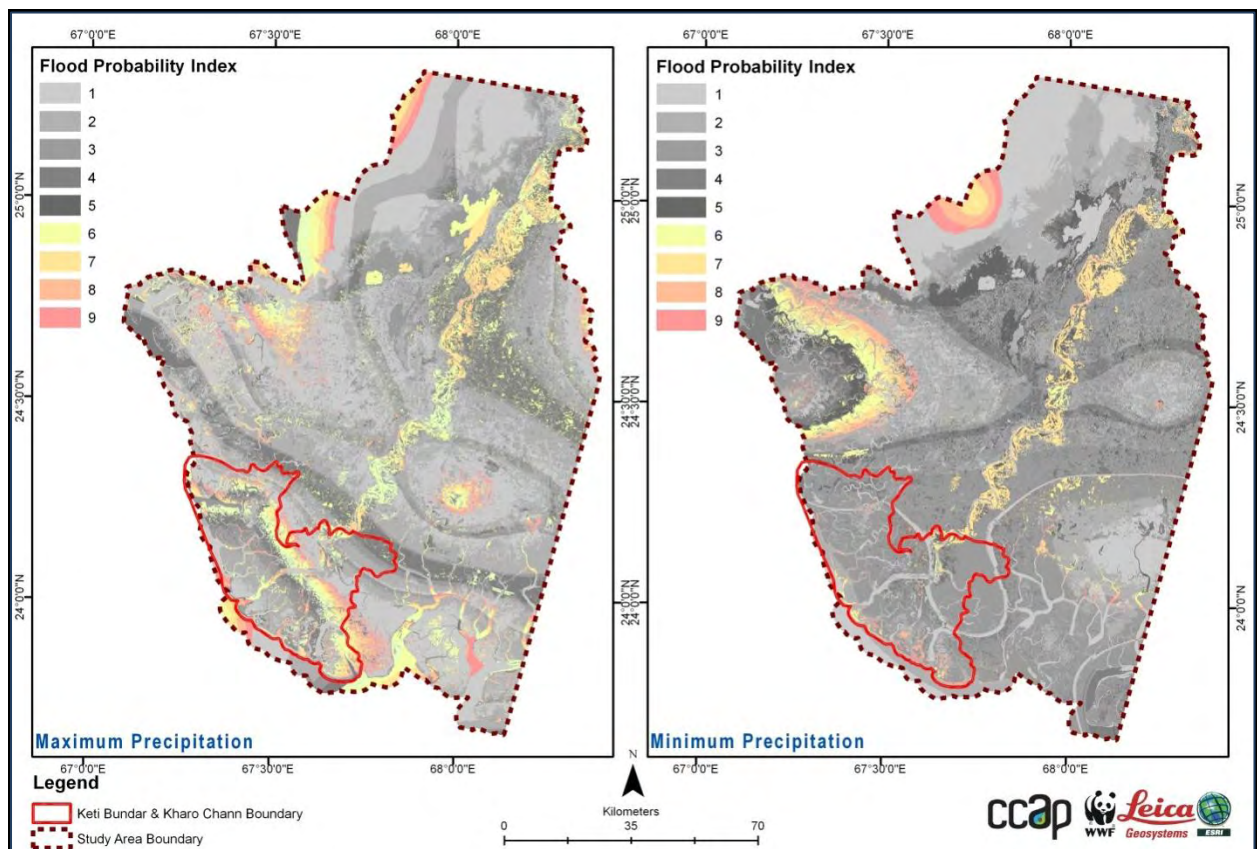 67°0'0"E 67°30'0"E 68°0'0"E
Flood Probability Index
1
2
3
4
5
6
7
8
9
25°0'0"N
24°30'0"N
24°0'0"N
25°0'0"N
24°30'0"N
24°0'0"N
Maximum Precipitation
67°0'0"E 67°30'0"E 68°0'0"E
67°0'0"E 67°30'0"E 68°0'0"E
Flood Probability Index
1
2
3
4
5
6
7
8
9
25°0'0"N
24°30'0"N
24°0'0"N
25°0'0"N
24°30'0"N
24°0'0"N
Minimum Precipitation
67°0'0"E 67°30'0"E 68°0'0"E
Legend
Keti Bundar & Kharo Chann Boundary
Study Area Boundary
N
Kilometers
0 35 70
ccap
WWF
Leica
Geosystems
ESRI